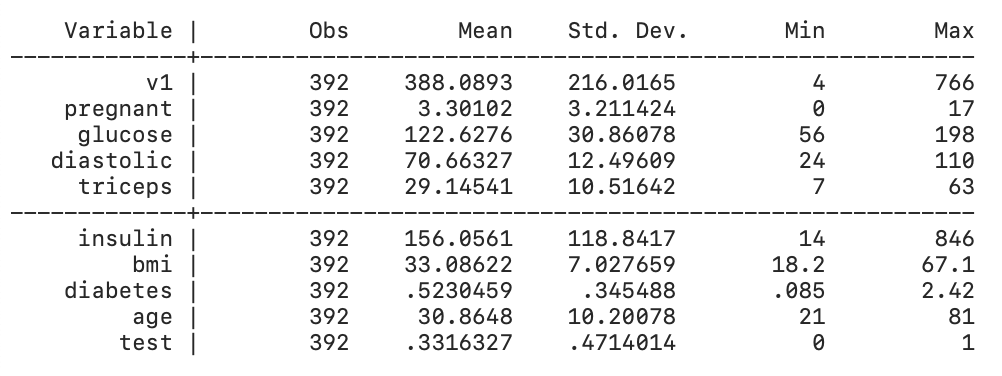 Variable | Obs Mean Std. Dev. Min Max
-------------+---------------------------------------------------------
v1 | 392 388.0893 216.0165 4 766
pregnant | 392 3.30102 3.211424 0 17
glucose | 392 122.6276 30.86078 56 198
diastolic | 392 70.66327 12.49609 24 110
triceps | 392 29.14541 10.51642 7 63
-------------+---------------------------------------------------------
insulin | 392 156.0561 118.8417 14 846
bmi | 392 33.08622 7.027659 18.2 67.1
diabetes | 392 .5230459 .345488 .085 2.42
age | 392 30.8648 10.20078 21 81
test | 392 .3316327 .4714014 0 1